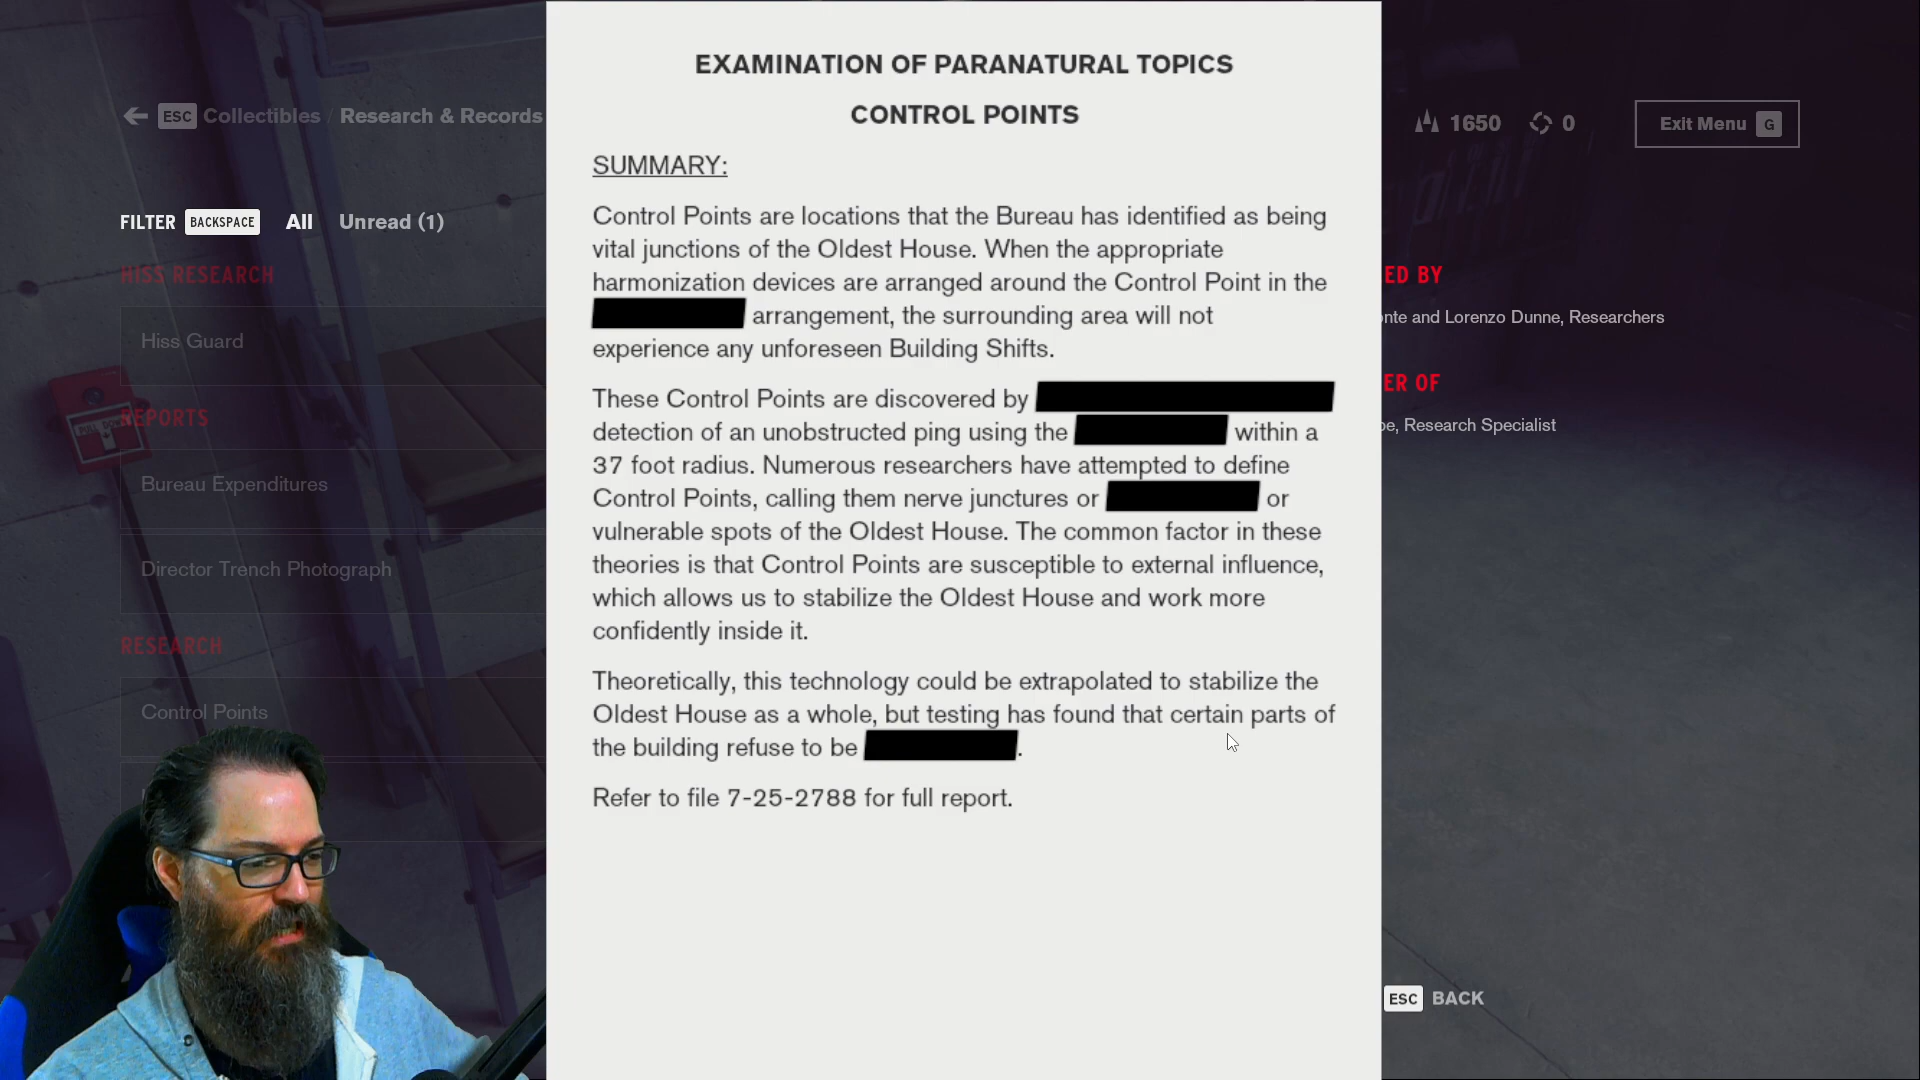 EXAMINATION OF PARANATURAL TOPICS
CONTROL POINTS
ESC Collectibles / Research & Records
1650 0
Exit Menu G
SUMMARY:
FILTER BACKSPACE All Unread (1)
Control Points are locations that the Bureau has identified as being
vital junctions of the Oldest House. When the appropriate
harmonization devices are arranged around the Control Point in the
arrangement, the surrounding area will not
experience any unforeseen Building Shifts.
These Control Points are discovered by
detection of an unobstructed ping using the within a
37 foot radius. Numerous researchers have attempted to define
Control Points, calling them nerve junctures or or
vulnerable spots of the Oldest House. The common factor in these
theories is that Control Points are susceptible to external influence,
which allows us to stabilize the Oldest House and work more
confidently inside it.
Theoretically, this technology could be extrapolated to stabilize the
Oldest House as a whole, but testing has found that certain parts of
the building refuse to be .
Refer to file 7-25-2788 for full report.
HISS RESEARCH
Hiss Guard
REPORTS
PULL DOWN
Bureau Expenditures
Director Trench Photograph
RESEARCH
Control Points
ED BY
nte and Lorenzo Dunne, Researchers
ER OF
e, Research Specialist
ESC BACK